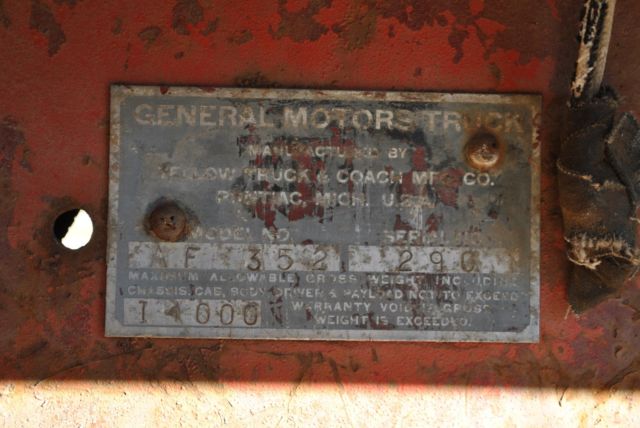 GENERAL MOTORS TRUCK
MANUFACTURED BY
YELLOW TRUCK & COACH MFG. CO.
PONTIAC, MICH. U.S.A.
MODEL NO. SERIAL NO.
AF 352 290
MAXIMUM ALLOWABLE GROSS WEIGHT INCLUDING
CHASSIS, CAB, BODY, DRIVER & PAYLOAD NOT TO EXCEED
14000 WARRANTY VOID IF GROSS
WEIGHT IS EXCEEDED.